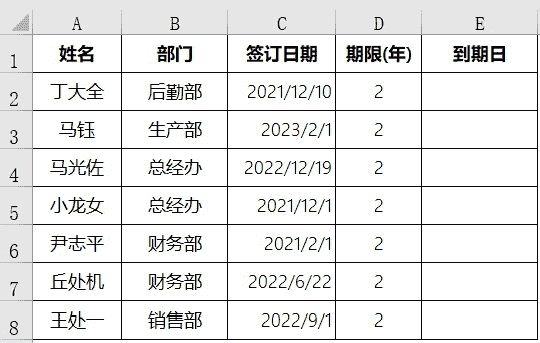 A B C D E
1 姓名 部门 签订日期 期限(年) 到期日
2 丁大全 后勤部 2021/12/10 2
3 马钰 生产部 2023/2/1 2
4 马光佐 总经办 2022/12/19 2
5 小龙女 总经办 2021/12/1 2
6 尹志平 财务部 2021/2/1 2
7 丘处机 财务部 2022/6/22 2
8 王处一 销售部 2022/9/1 2